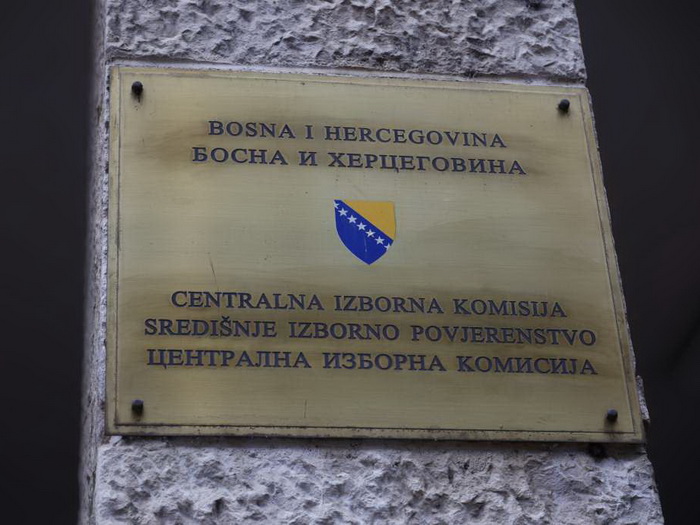 BOSNA I HERCEGOVINA
БОСНА И ХЕРЦЕГОВИНА
CENTRALNA IZBORNA KOMISIJA
SREDIŠNJE IZBORNO POVJERENSTVO
ЦЕНТРАЛНА ИЗБОРНА КОМИСИЈА